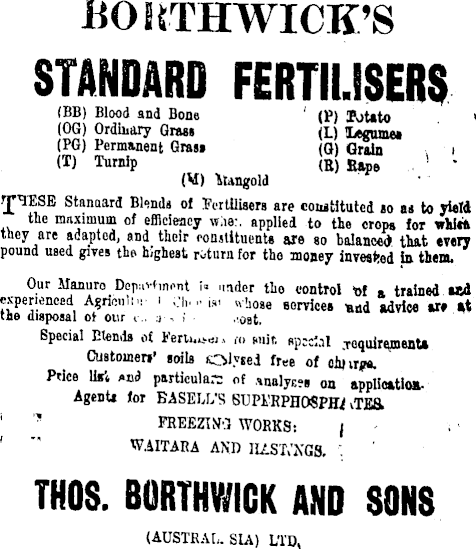 BORTHWICK'S
STANDARD FERTILISERS
(BB) Blood and Bone (P) Potato
(OG) Ordinary Grass (L) Legumes
(PG) Permanent Grass (G) Grain
(T) Turnip (R) Rape
(M) Mangold
THESE Standard Blends of Fertilisers are constituted so as to yield
the maximum of efficiency when applied to the crops for which
they are adapted, and their constituents are so balanced that every
pound used gives the highest return for the money invested in them.
Our Manure Department is under the control of a trained and
experienced Agricultural Chemist whose services and advice are at
the disposal of our cost.
Special Blends of Fertilisers to suit special requirements
Customers' soils analysed free of charge.
Price list and particulars of analyses on application.
Agents for BASELL'S SUPERPHOSPHATES.
FREEZING WORKS:
WAITARA AND HASTINGS.
THOS. BORTHWICK AND SONS
(AUSTRALASIA) LTD,